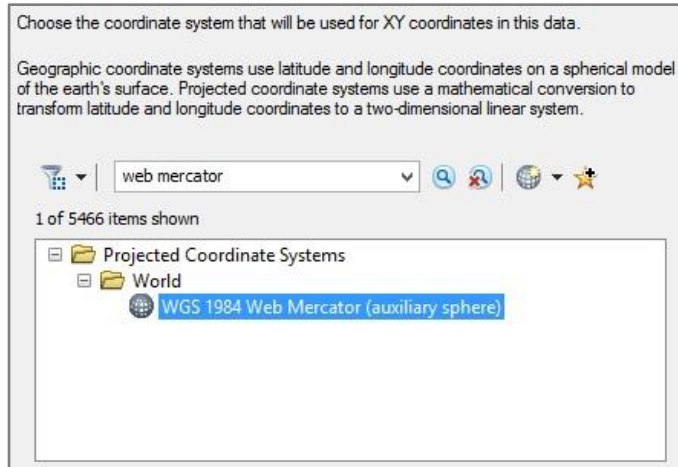 Choose the coordinate system that will be used for XY coordinates in this data.
Geographic coordinate systems use latitude and longitude coordinates on a spherical model
of the earth's surface. Projected coordinate systems use a mathematical conversion to
transform latitude and longitude coordinates to a two-dimensional linear system.
web mercator
1 of 5466 items shown
Projected Coordinate Systems
World
WGS 1984 Web Mercator (auxiliary sphere)